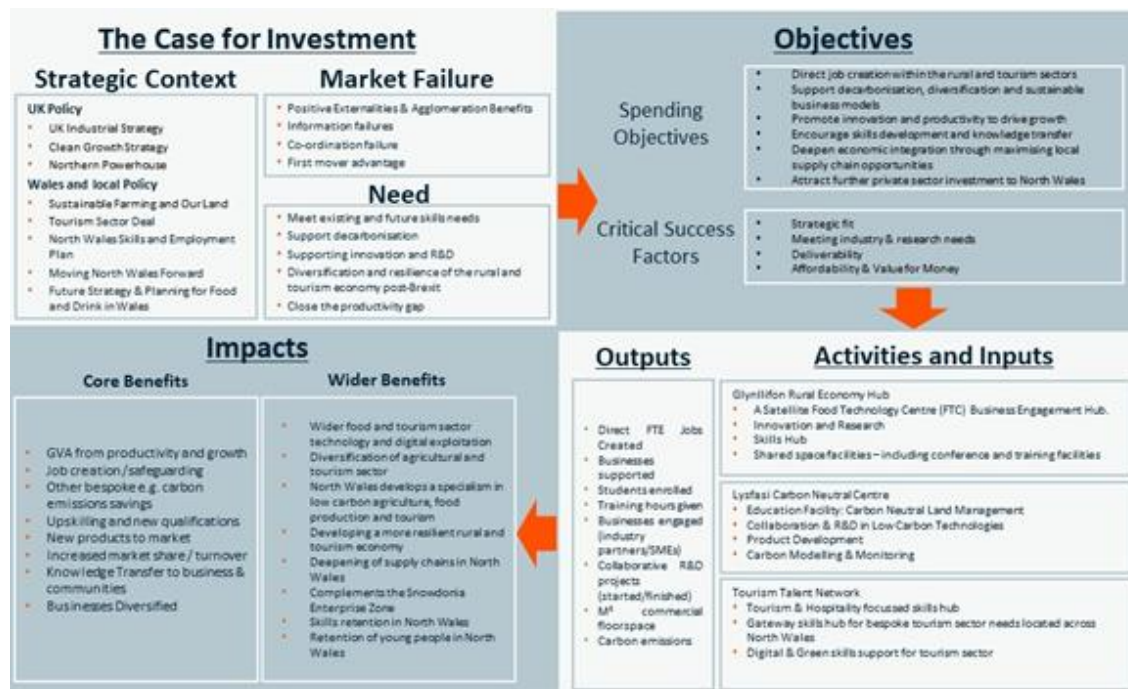 The Case for Investment
Strategic Context
UK Policy
UK Industrial Strategy
Clean Growth Strategy
Northern Powerhouse
Wales and local Policy
Sustainable Farming and Our Land
Tourism Sector Deal
North Wales Skills and Employment
Plan
Moving North Wales Forward
Future Strategy & Planning for Food
and Drink in Wales
Market Failure
Positive Externalities & Agglomeration Benefits
Information failures
Co-ordination failure
First mover advantage
Need
Meet existing and future skills needs
Support decarbonisation
Supporting innovation and R&D
Diversification and resilience of the rural and
tourism economy post-Brexit
Close the productivity gap
Objectives
Spending
Objectives
Direct job creation within the rural and tourism sectors
Support decarbonisation, diversification and sustainable
business models
Promote innovation and productivity to drive growth
Encourage skills development and knowledge transfer
Deepen economic integration through maximising local
supply chain opportunities
Attract further private sector investment to North Wales
Critical Success
Factors
Strategic fit
Meeting industry & research needs
Deliverability
Affordability & Value for Money
Impacts
Core Benefits
GVA from productivity and growth
Job creation/safeguarding
Other bespoke e.g. carbon
emissions savings
Upskilling and new qualifications
New products to market
Increased market share / turnover
Knowledge Transfer to business &
communities
Businesses Diversified
Wider Benefits
Wider food and tourism sector
technology and digital exploitation
Diversification of agricultural and
tourism sector
North Wales develops a specialism in
low carbon agriculture, food
production and tourism
Developing a more resilient rural and
tourism economy
Deepening of supply chains in North
Wales
Complements the Snowdonia
Enterprise Zone
Skills retention in North Wales
Retention of young people in North
Wales
Outputs
Direct FTE Jobs
Created
Businesses
supported
Students enrolled
Training hours given
Businesses engaged
(industry
partners/SMEs)
Collaborative R&D
projects
(started/finished)
commercial
floorspace
Carbon emissions
Activities and Inputs
Glynllifon Rural Economy Hub
A Satellite Food Technology Centre (FTC) Business Engagement Hub.
Innovation and Research
Skills Hub
Shared space facilities – including conference and training facilities
Lysfasi Carbon Neutral Centre
Education Facility: Carbon Neutral Land Management
Collaboration & R&D in Low Carbon Technologies
Product Development
Carbon Modelling & Monitoring
Tourism Talent Network
Tourism & Hospitality focussed skills hub
Gateway skills hub for bespoke tourism sector needs located across
North Wales
Digital & Green skills support for tourism sector